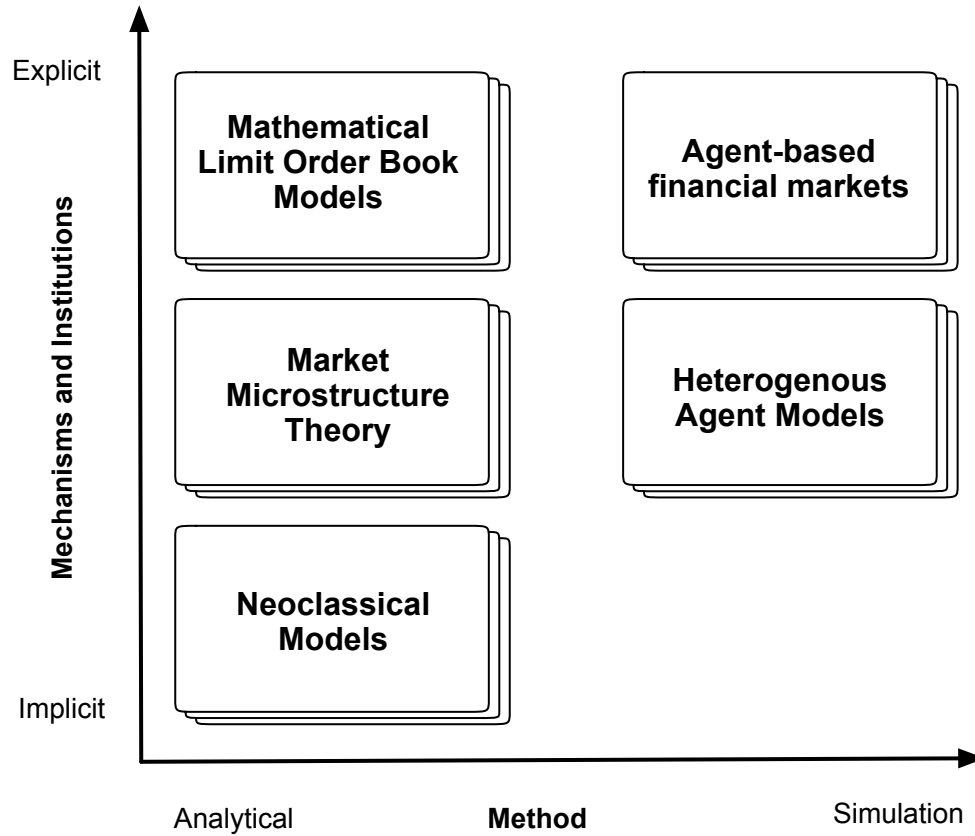 Explicit
Mathematical
Limit Order Book
Models
Agent-based
financial markets
Mechanisms and Institutions
Market
Microstructure
Theory
Heterogenous
Agent Models
Neoclassical
Models
Implicit
Analytical
Method
Simulation